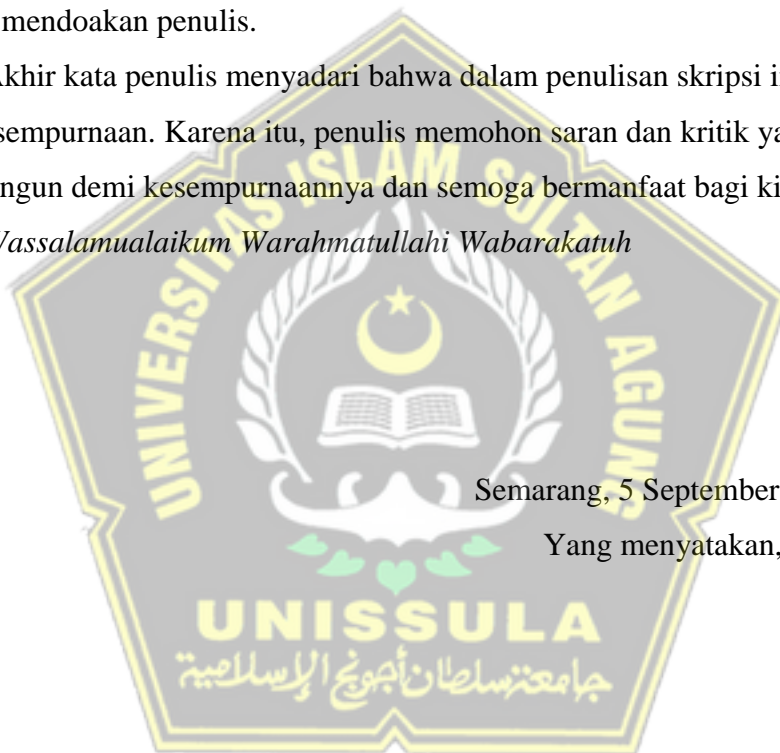 mendoakan penulis.
Akhir kata penulis menyadari bahwa dalam penulisan skripsi
sempurnaan. Karena itu, penulis memohon saran dan kritik
ngun demi kesempurnaannya dan semoga bermanfaat bagi
Wassalamualaikum Warahmatullahi Wabarakatuh
UNIVERSITAS ISLAM SULTAN AGUNG
Semarang, 5 September
Yang menyatakan,
UNISSULA
جامعة سلطان أجونج الإسلامية